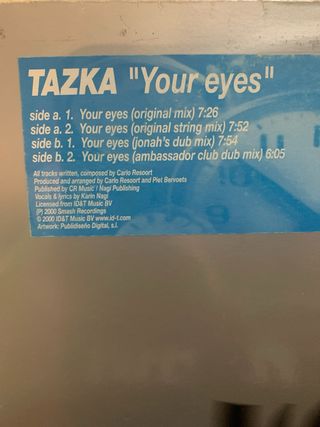 TAZKA "Your eyes"
side a. 1. Your eyes (original mix) 7:26
side a. 2. Your eyes (original string mix) 7:52
side b. 1. Your eyes (jonah's dub mix) 7:54
side b. 2. Your eyes (ambassador club dub mix) 6:05
All tracks written, composed by Carlo Resoort
Produced and arranged by Carlo Resoort and Piet Bervoets
Published by CR Music / Nagi Publishing
Vocals & lyrics by Karin Nagi
Licensed from ID&T Music BV
(P) 2000 Smash Recordings
© 2000 ID&T Music BV www.id-t.com
Artwork: Publidiseño Digital, s.l.